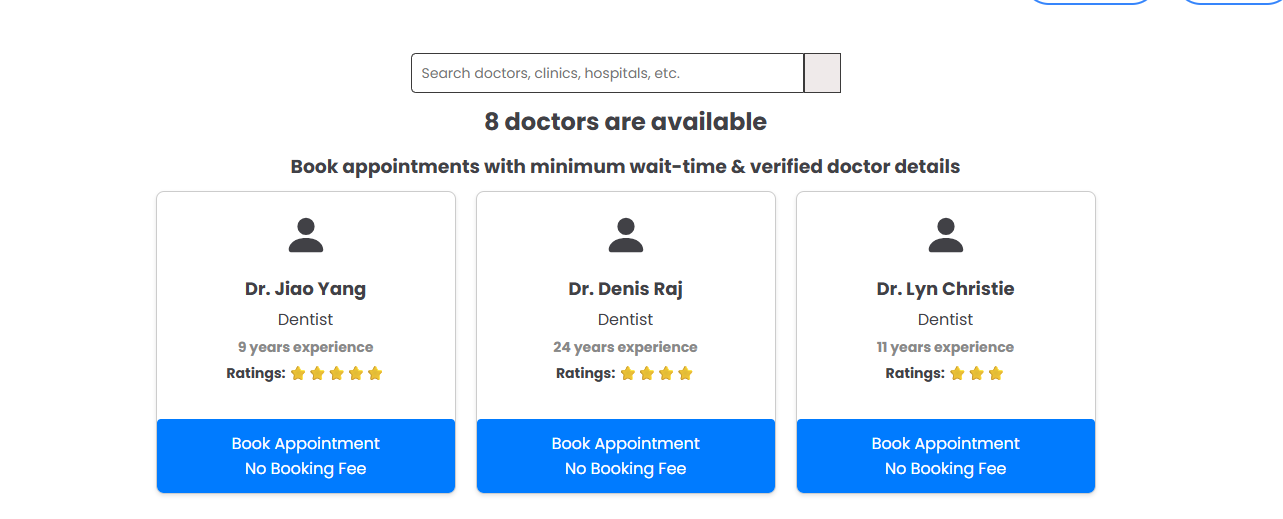 Search doctors, clinics, hospitals, etc.
8 doctors are available
Book appointments with minimum wait-time & verified doctor details
Dr. Jiao Yang
Dentist
9 years experience
Ratings: ⭐⭐⭐⭐⭐
Book Appointment
No Booking Fee
Dr. Denis Raj
Dentist
24 years experience
Ratings: ⭐⭐⭐⭐
Book Appointment
No Booking Fee
Dr. Lyn Christie
Dentist
11 years experience
Ratings: ⭐⭐⭐
Book Appointment
No Booking Fee